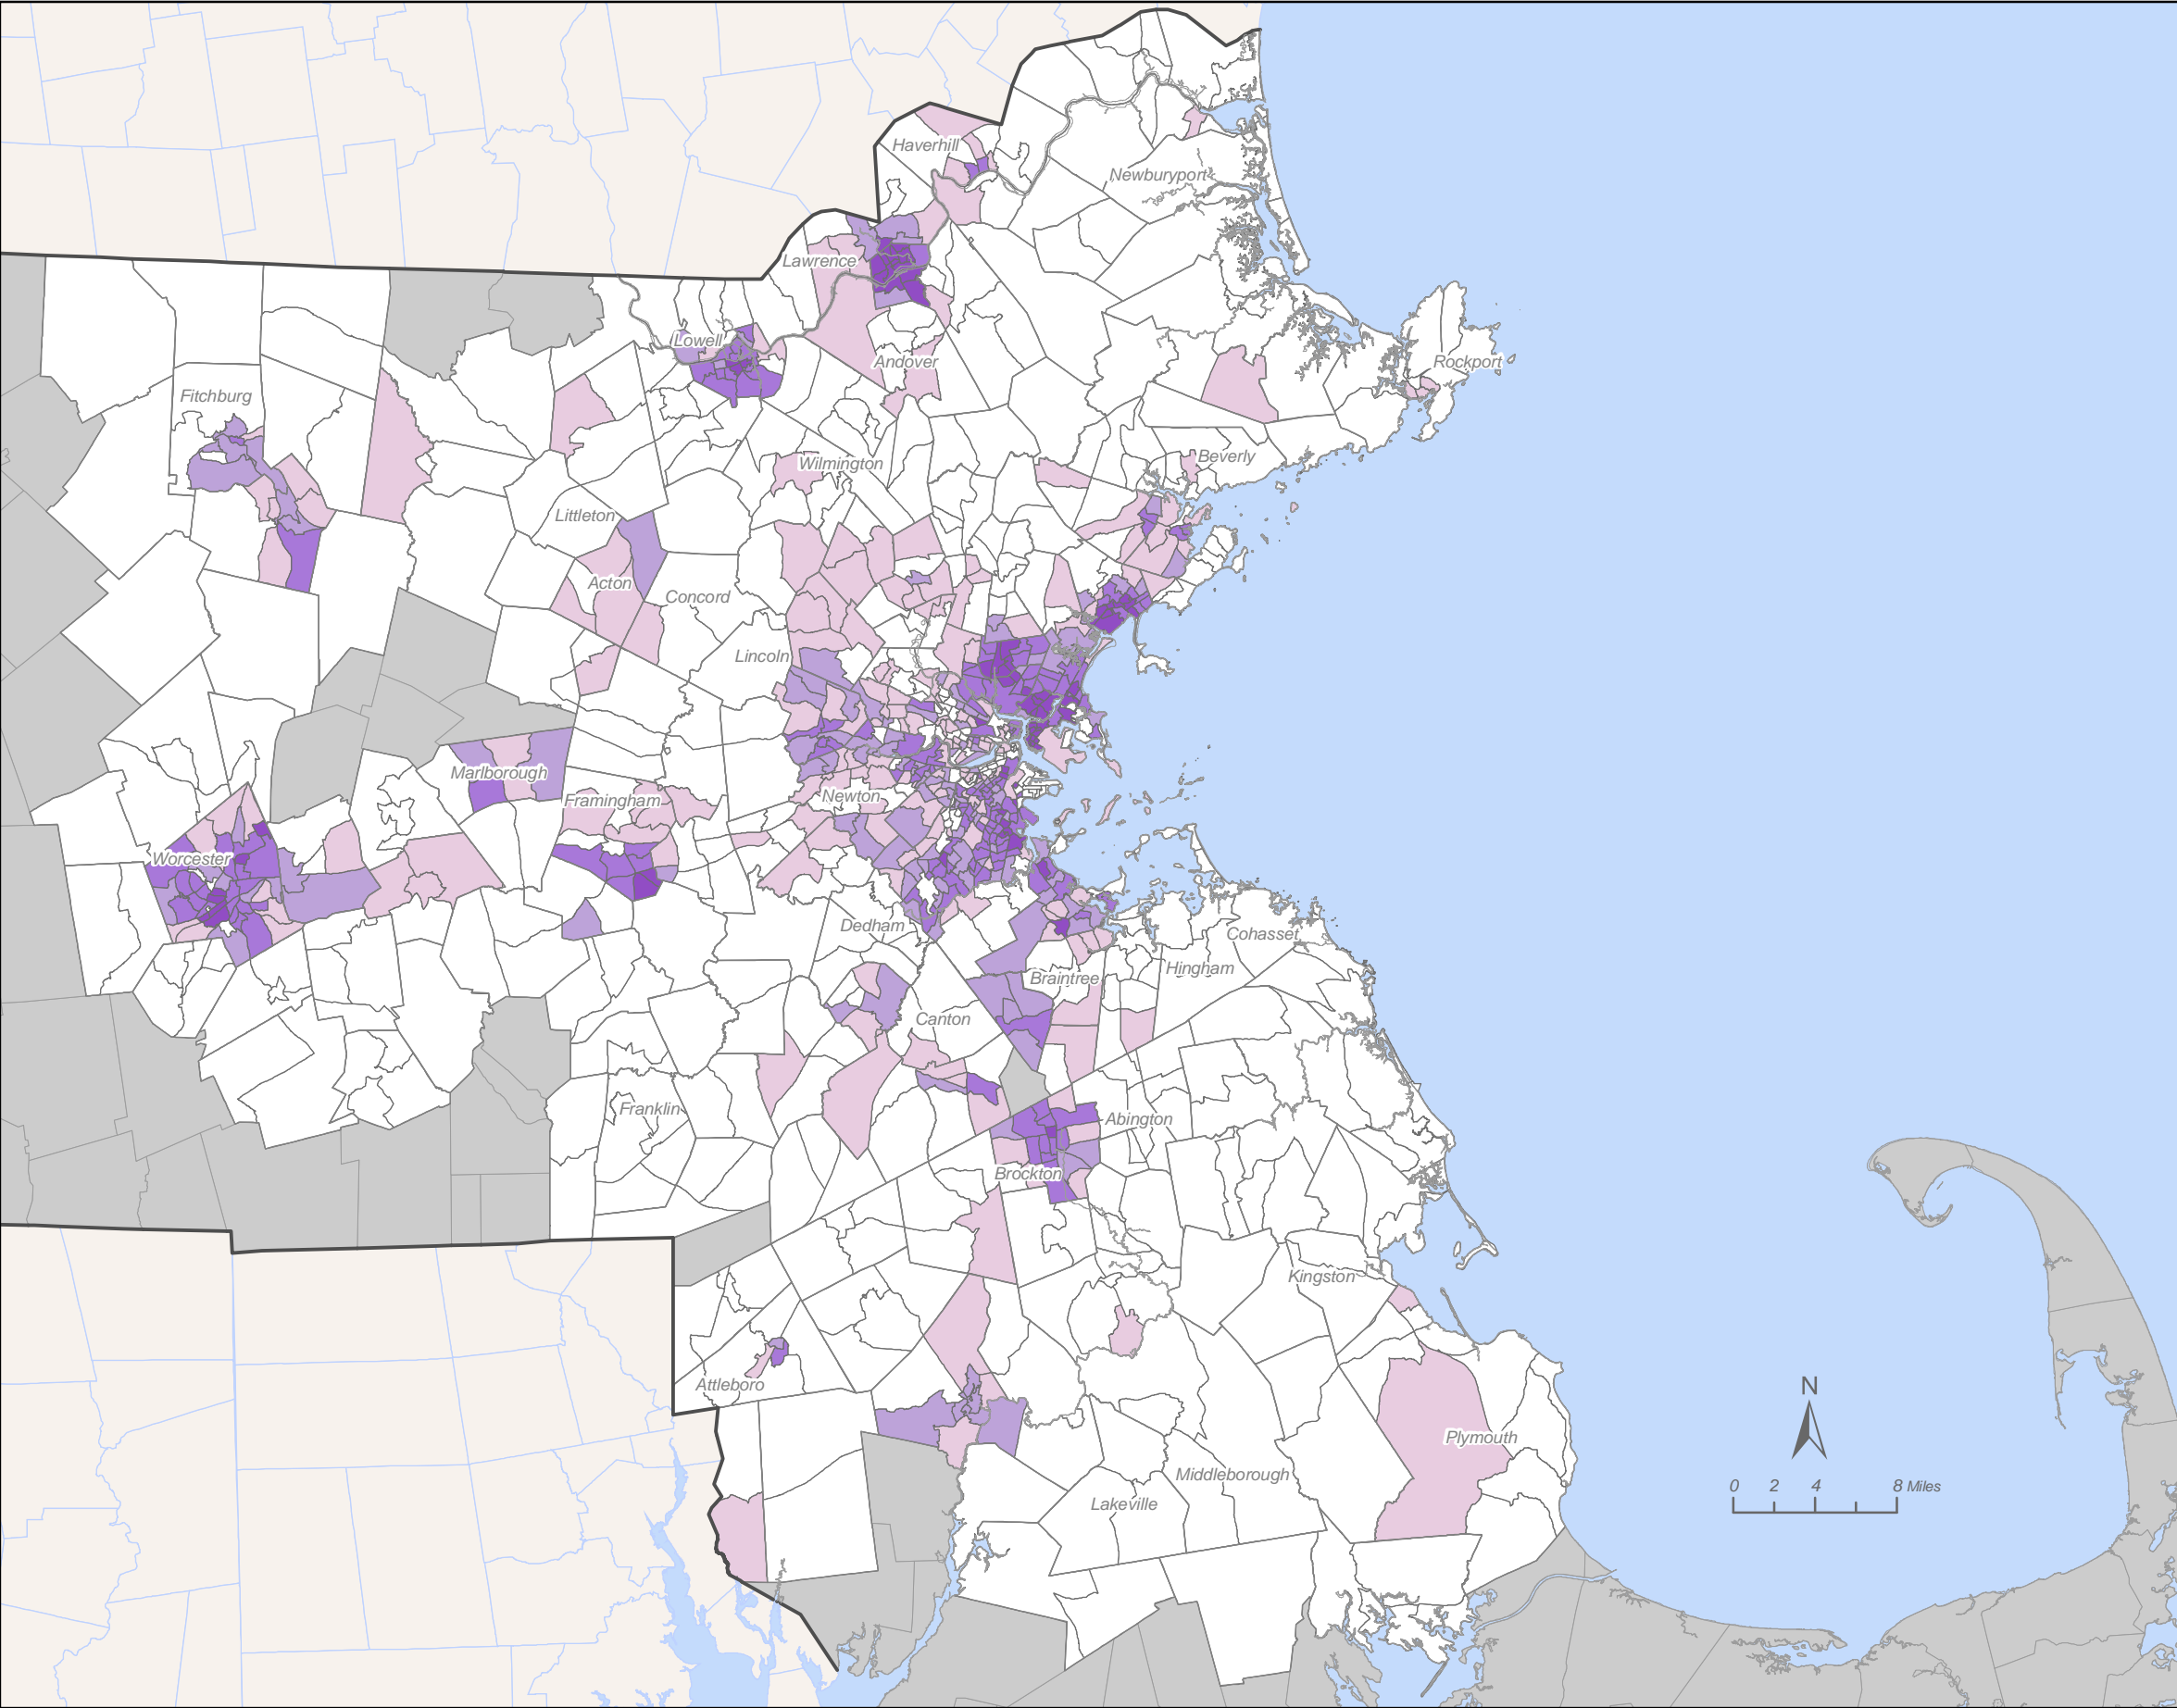 Haverhill
Newburyport
Lawrence
Lowell
Andover
Rockport
Fitchburg
Beverly
Wilmington
Littleton
Acton
Concord
Lincoln
Marlborough
Framingham
Newton
Worcester
Dedham
Cohasset
Hingham
Braintree
Canton
Franklin
Abington
Brockton
Kingston
Attleboro
N
Plymouth
Middleborough
0 2 4 8 Miles
Lakeville